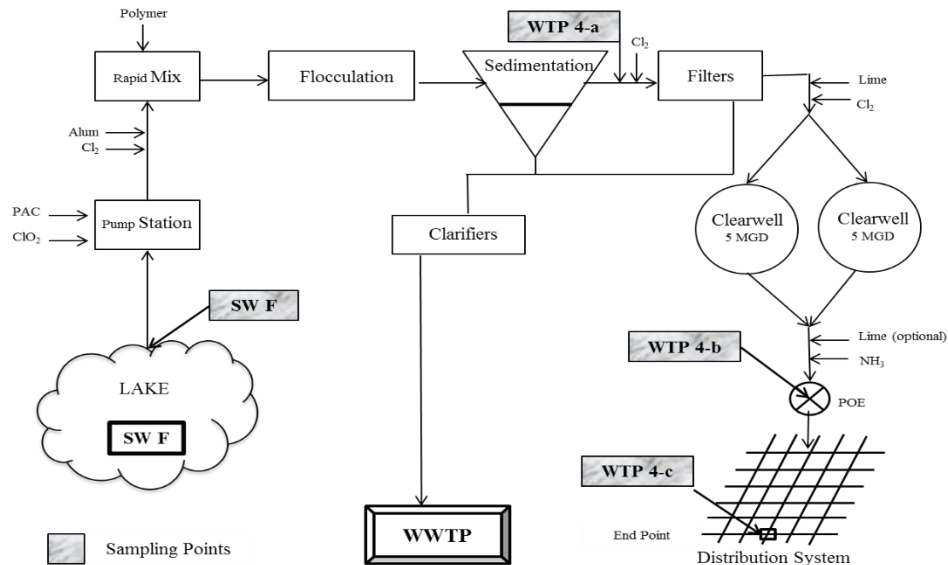 Polymer
Rapid Mix
Flocculation
Sedimentation
WTP 4-a
Cl₂
Filters
Lime
Cl₂
Alum
Cl₂
PAC
ClO₂
Pump Station
Clarifiers
Clearwell
5 MGD
Clearwell
5 MGD
SW F
LAKE
SW F
Lime (optional)
NH₃
WTP 4-b
POE
WTP 4-c
End Point
Distribution System
WWTP
Sampling Points